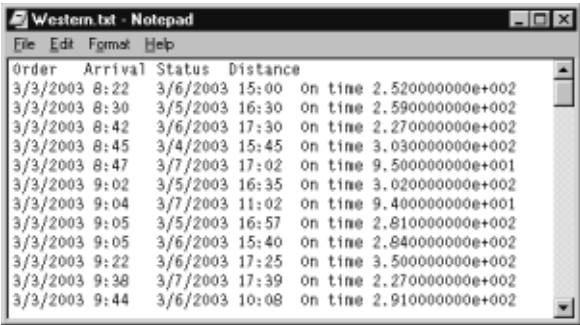 Western.txt - Notepad
File Edit Format Help
Order Arrival Status Distance
3/3/2003 8:22 3/6/2003 15:00 On time 2.520000000e+002
3/3/2003 8:30 3/5/2003 16:30 On time 2.590000000e+002
3/3/2003 8:42 3/6/2003 17:30 On time 2.270000000e+002
3/3/2003 8:45 3/4/2003 15:45 On time 3.030000000e+002
3/3/2003 8:47 3/7/2003 17:02 On time 9.500000000e+001
3/3/2003 9:02 3/5/2003 16:35 On time 3.020000000e+002
3/3/2003 9:04 3/7/2003 11:02 On time 9.400000000e+001
3/3/2003 9:05 3/5/2003 16:57 On time 2.810000000e+002
3/3/2003 9:05 3/6/2003 15:40 On time 2.840000000e+002
3/3/2003 9:22 3/6/2003 17:25 On time 3.500000000e+002
3/3/2003 9:38 3/7/2003 17:39 On time 2.270000000e+002
3/3/2003 9:44 3/6/2003 10:08 On time 2.910000000e+002